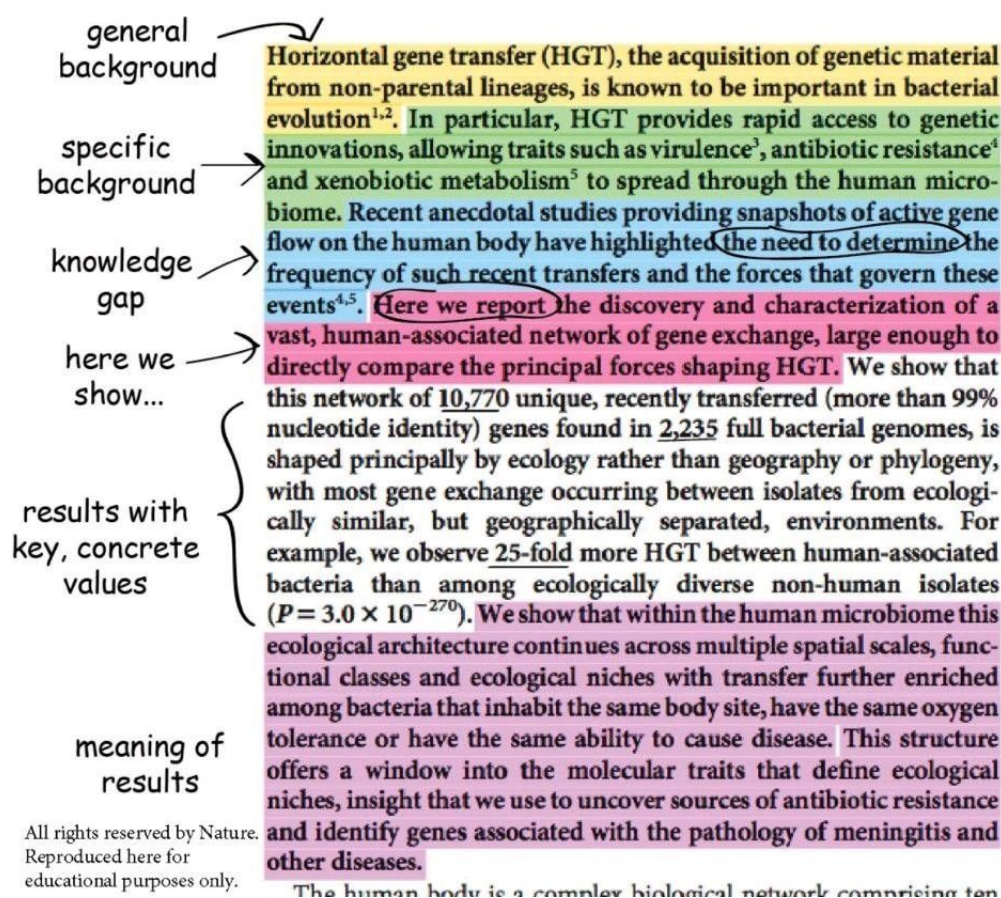 general
background
specific
background
knowledge
gap
here we
show...
results with
key, concrete
values
meaning of
results
All rights reserved by Nature.
Reproduced here for
educational purposes only.
Horizontal gene transfer (HGT), the acquisition of genetic material
from non-parental lineages, is known to be important in bacterial
evolution¹,². In particular, HGT provides rapid access to genetic
innovations, allowing traits such as virulence³, antibiotic resistance⁴
and xenobiotic metabolism⁵ to spread through the human micro-
biome. Recent anecdotal studies providing snapshots of active gene
flow on the human body have highlighted the need to determine the
frequency of such recent transfers and the forces that govern these
events⁴,⁵. Here we report the discovery and characterization of a
vast, human-associated network of gene exchange, large enough to
directly compare the principal forces shaping HGT. We show that
this network of 10,770 unique, recently transferred (more than 99%
nucleotide identity) genes found in 2,235 full bacterial genomes, is
shaped principally by ecology rather than geography or phylogeny,
with most gene exchange occurring between isolates from ecologi-
cally similar, but geographically separated, environments. For
example, we observe 25-fold more HGT between human-associated
bacteria than among ecologically diverse non-human isolates
(P = 3.0 × 10⁻²⁷⁰). We show that within the human microbiome this
ecological architecture continues across multiple spatial scales, func-
tional classes and ecological niches with transfer further enriched
among bacteria that inhabit the same body site, have the same oxygen
tolerance or have the same ability to cause disease. This structure
offers a window into the molecular traits that define ecological
niches, insight that we use to uncover sources of antibiotic resistance
and identify genes associated with the pathology of meningitis and
other diseases.
The human body is a complex biological network comprising ten